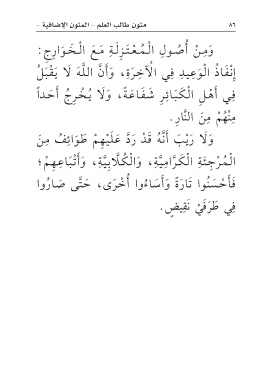 ٨٦ متون طالب العلم – المتون الإضافية –
وَمِنْ أُصُولِ الْمُعْتَزِلَةِ مَعَ الْخَوَارِجِ:
إِنْفَاذُ الْوَعِيدِ فِي الْآخِرَةِ، وَأَنَّ اللَّهَ لَا يَقْبَلُ
فِي أَهْلِ الْكَبَائِرِ شَفَاعَةً، وَلَا يُخْرِجُ أَحَداً
مِنْهُمْ مِنَ النَّارِ.
وَلَا رَيْبَ أَنَّهُ قَدْ رَدَّ عَلَيْهِمْ طَوَائِفُ مِنَ
الْمُرْجِئَةِ الْكَرَّامِيَّةِ، وَالْكُلَّابِيَّةِ، وَأَتْبَاعِهِمْ؛
فَأَحْسَنُوا تَارَةً وَأَسَاءُوا أُخْرَى، حَتَّى صَارُوا
فِي طَرَفَيْ نَقِيضٍ.